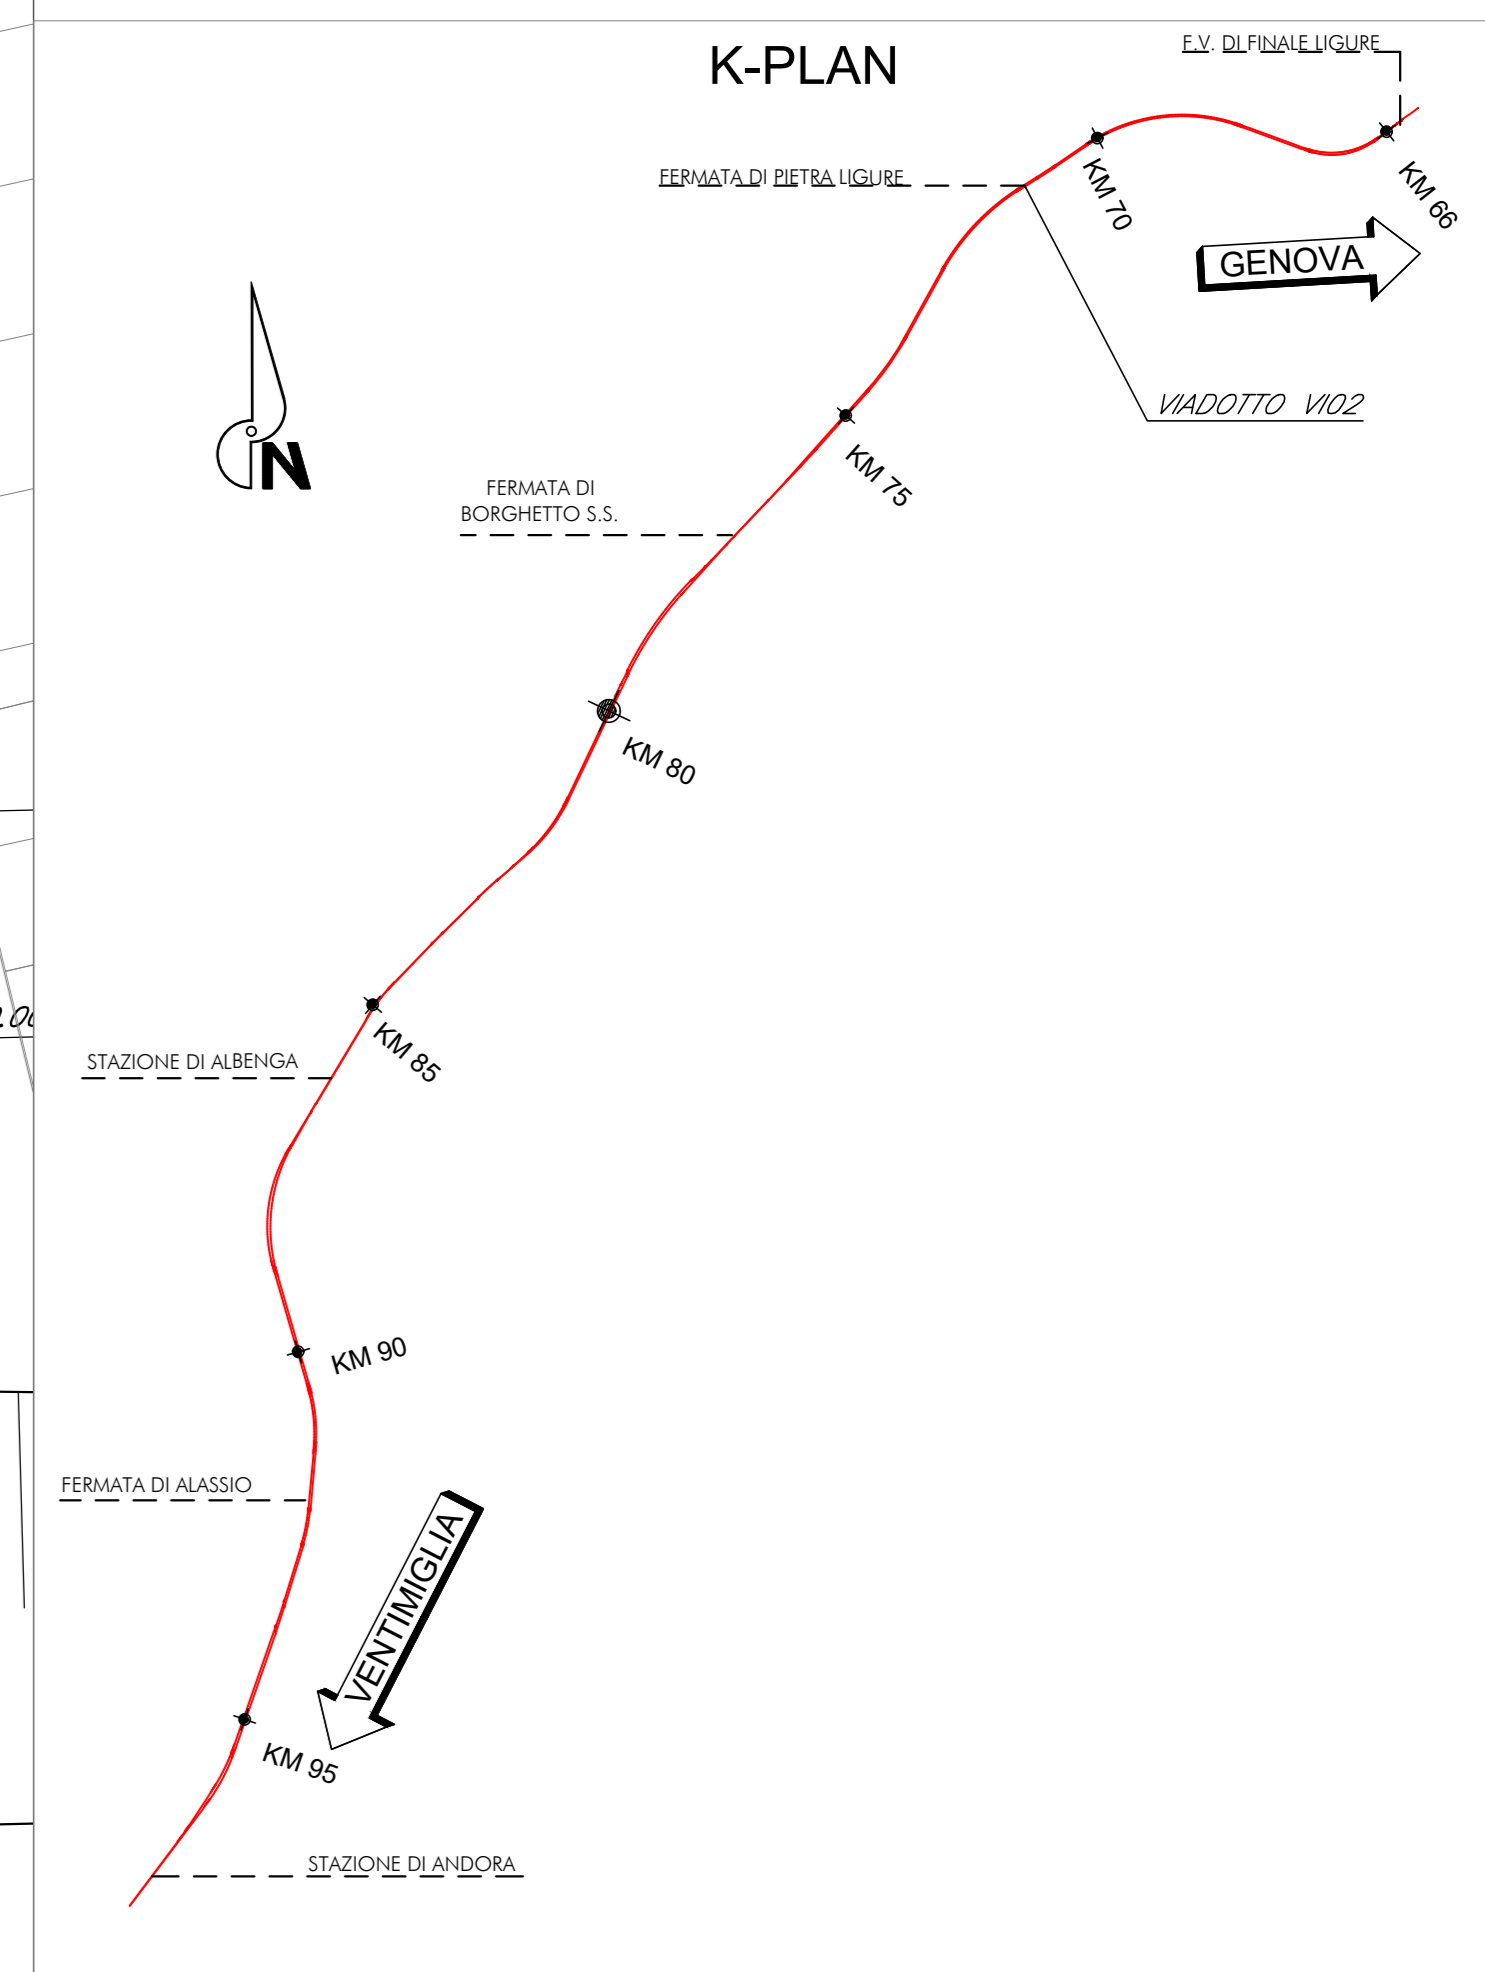 K-PLAN
F.V. DI FINALE LIGURE
FERMATA DI PIETRA LIGURE
KM 70
KM 66
GENOVA
VIADOTTO VI02
N
KM 75
FERMATA DI
BORGHETTO S.S.
KM 80
KM 85
STAZIONE DI ALBENGA
KM 90
FERMATA DI ALASSIO
VENTIMIGLIA
KM 95
STAZIONE DI ANDORA